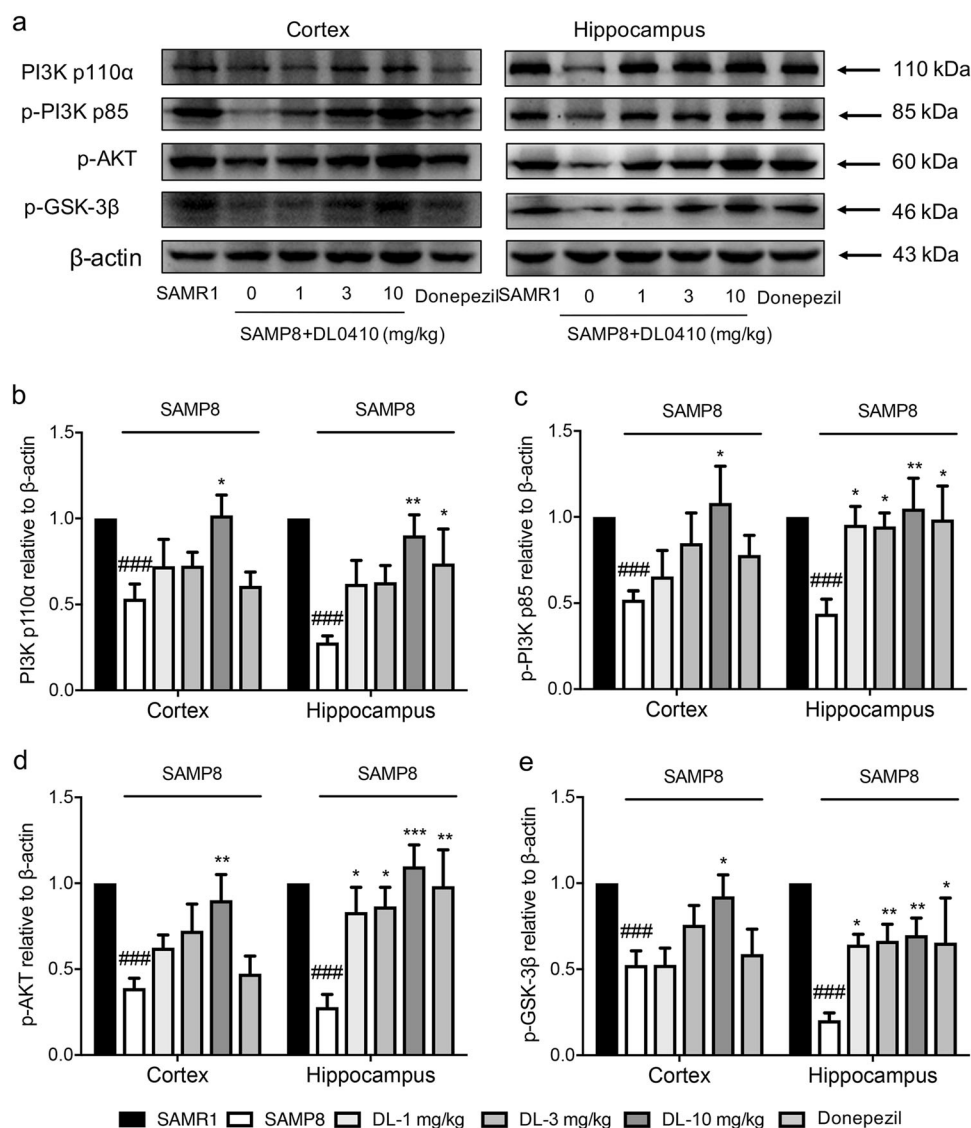 a
Cortex Hippocampus
PI3K p110α 110 kDa
p-PI3K p85 85 kDa
p-AKT 60 kDa
p-GSK-3β 46 kDa
β-actin 43 kDa
SAMR1 0 1 3 10 Donepezil SAMR1 0 1 3 10 Donepezil
SAMP8+DL0410 (mg/kg) SAMP8+DL0410 (mg/kg)
b
SAMP8 SAMP8
PI3K p110α relative to β-actin
1.5
1.0
0.5
0.0
### * ### ** *
Cortex Hippocampus
c
SAMP8 SAMP8
p-PI3K p85 relative to β-actin
1.5
1.0
0.5
0.0
### * ### * * ** *
Cortex Hippocampus
d
SAMP8 SAMP8
p-AKT relative to β-actin
1.5
1.0
0.5
0.0
### ** ### * * *** **
Cortex Hippocampus
e
SAMP8 SAMP8
p-GSK-3β relative to β-actin
1.5
1.0
0.5
0.0
### * ### * ** ** *
Cortex Hippocampus
SAMR1 SAMP8 DL-1 mg/kg DL-3 mg/kg DL-10 mg/kg Donepezil